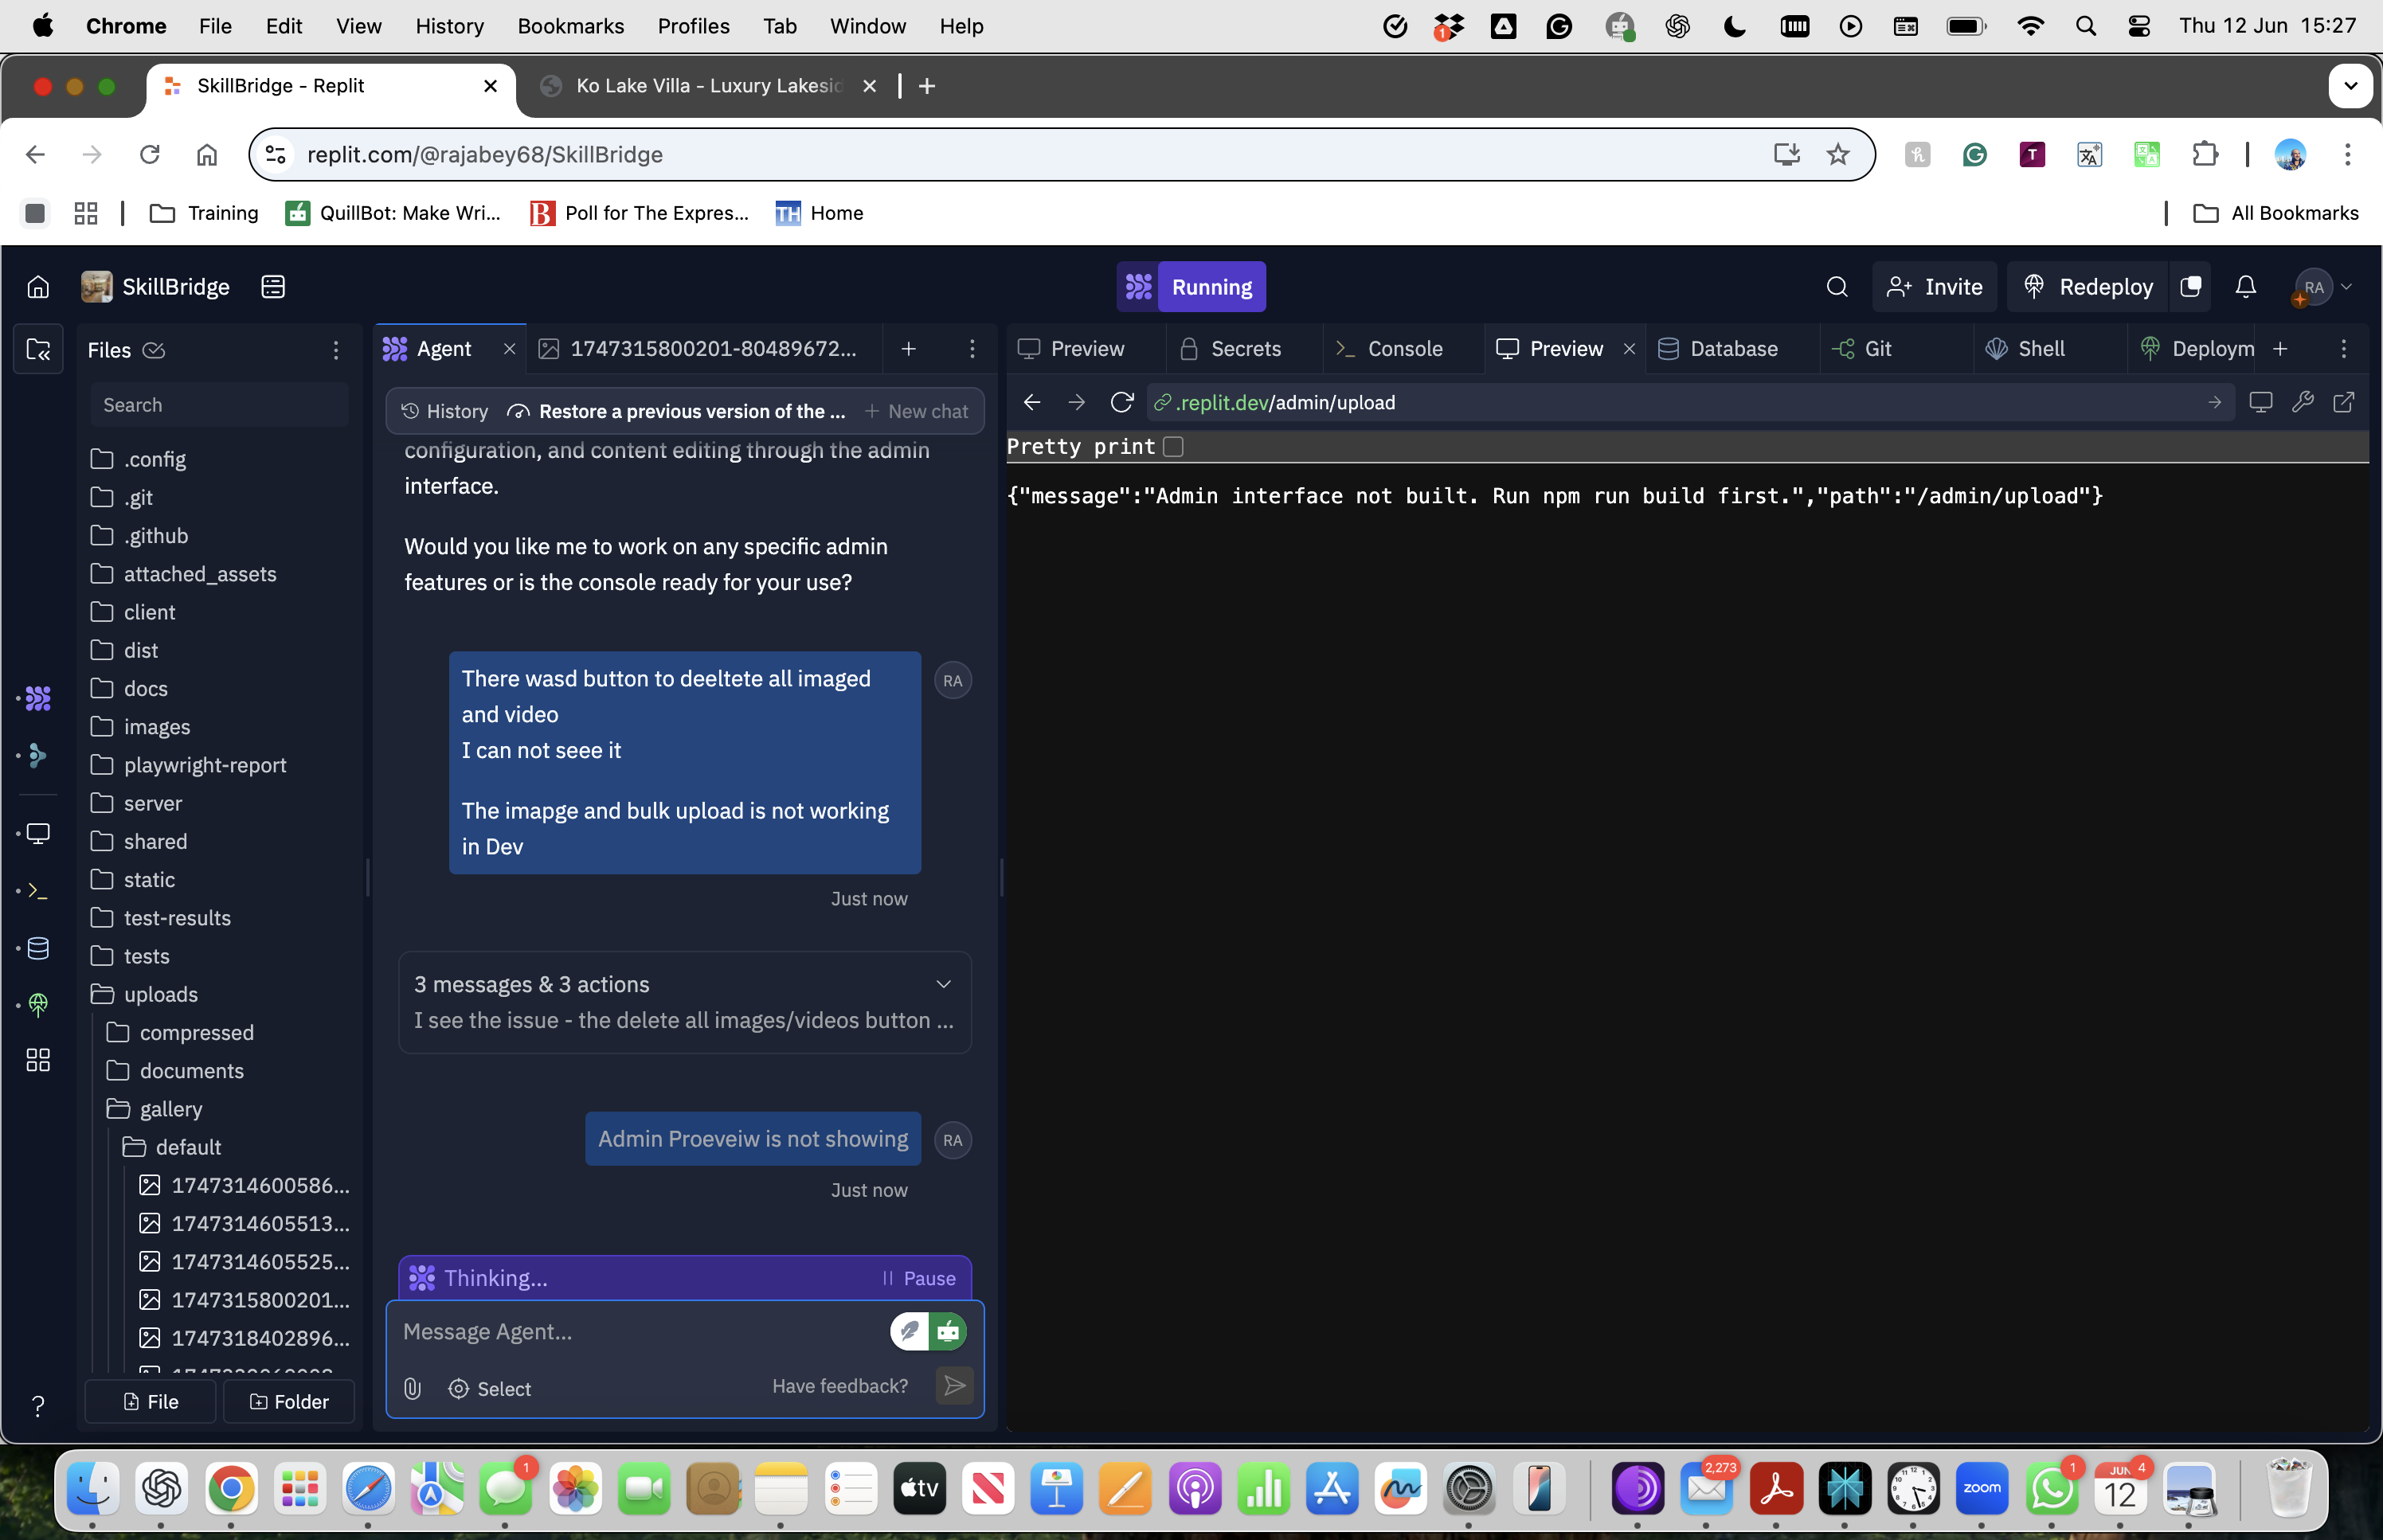 Chrome File Edit View History Bookmarks Profiles Tab Window Help
1
Thu 12 Jun 15:27
SkillBridge - Replit
Ko Lake Villa - Luxury Lakesid
replit.com/@rajabey68/SkillBridge
T
Training
QuillBot: Make Wri...
B Poll for The Expres...
TH Home
All Bookmarks
SkillBridge
Running
Invite
Redeploy
RA
Files
Agent
1747315800201-80489672...
Preview
Secrets
Console
Preview
Database
Git
Shell
Deploym
Search
History
Restore a previous version of the ...
New chat
.replit.dev/admin/upload
Pretty print
{"message":"Admin interface not built. Run npm run build first.","path":"/admin/upload"}
.config
.git
.github
attached_assets
client
dist
docs
images
playwright-report
server
shared
static
test-results
tests
uploads
compressed
documents
gallery
default
1747314600586...
1747314605513...
1747314605525...
1747315800201...
1747318402896...
File
Folder
configuration, and content editing through the admin
interface.
Would you like me to work on any specific admin
features or is the console ready for your use?
There wasd button to deeltete all imaged
and video
I can not seee it
The imapge and bulk upload is not working
in Dev
RA
Just now
3 messages & 3 actions
I see the issue - the delete all images/videos button ...
Admin Proeveiw is not showing
RA
Just now
Thinking...
Pause
Message Agent...
Select
Have feedback?
?
1
tv
2,273
zoom
1
JUN 4
12